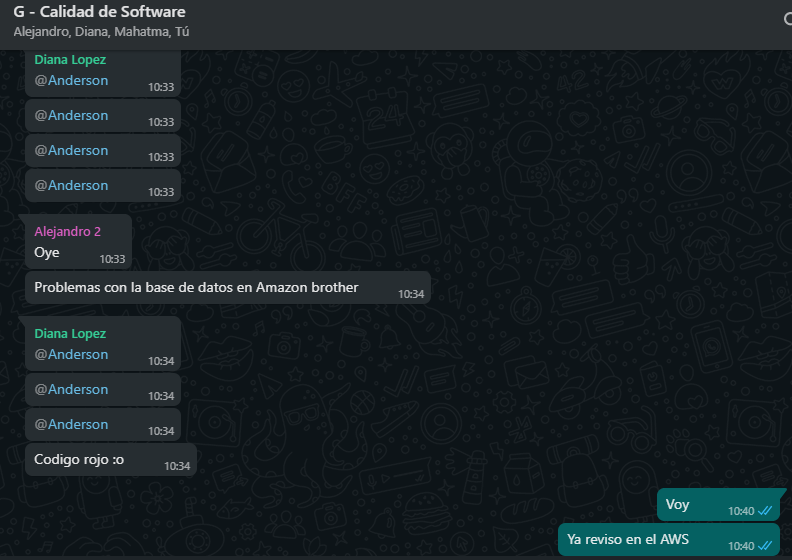 G - Calidad de Software
Alejandro, Diana, Mahatma, Tú
Diana Lopez
@Anderson
10:33
@Anderson
10:33
@Anderson
10:33
@Anderson
10:33
Alejandro 2
Oye
10:33
Problemas con la base de datos en Amazon brother
10:34
Diana Lopez
@Anderson
10:34
@Anderson
10:34
@Anderson
10:34
Codigo rojo :o
10:34
Voy
10:40
Ya reviso en el AWS
10:40